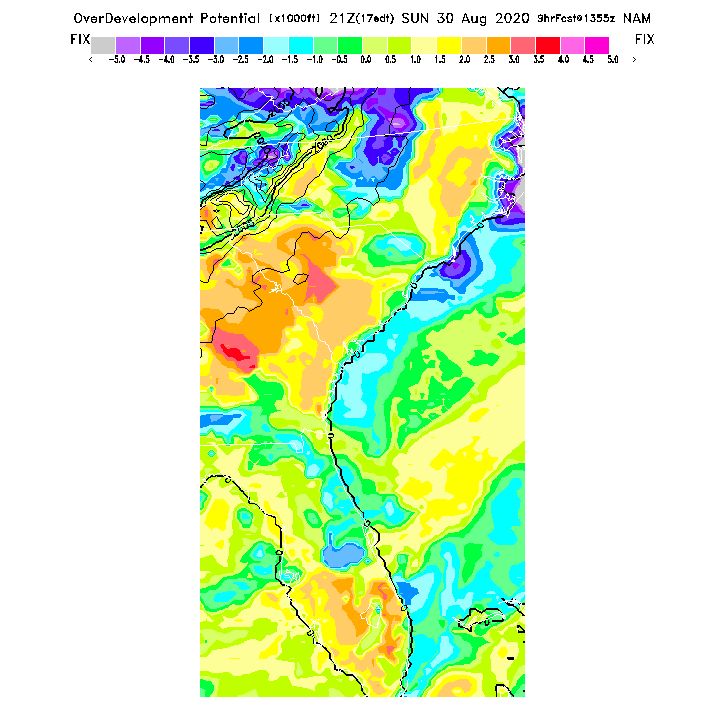 OverDevelopment Potential [x1000ft] 21Z(17edt) SUN 30 Aug 2020 9hrFcst@1355z NAM
FIX FIX
< -5.0 -4.5 -4.0 -3.5 -3.0 -2.5 -2.0 -1.5 -1.0 -0.5 0.0 0.5 1.0 1.5 2.0 2.5 3.0 3.5 4.0 4.5 5.0 >